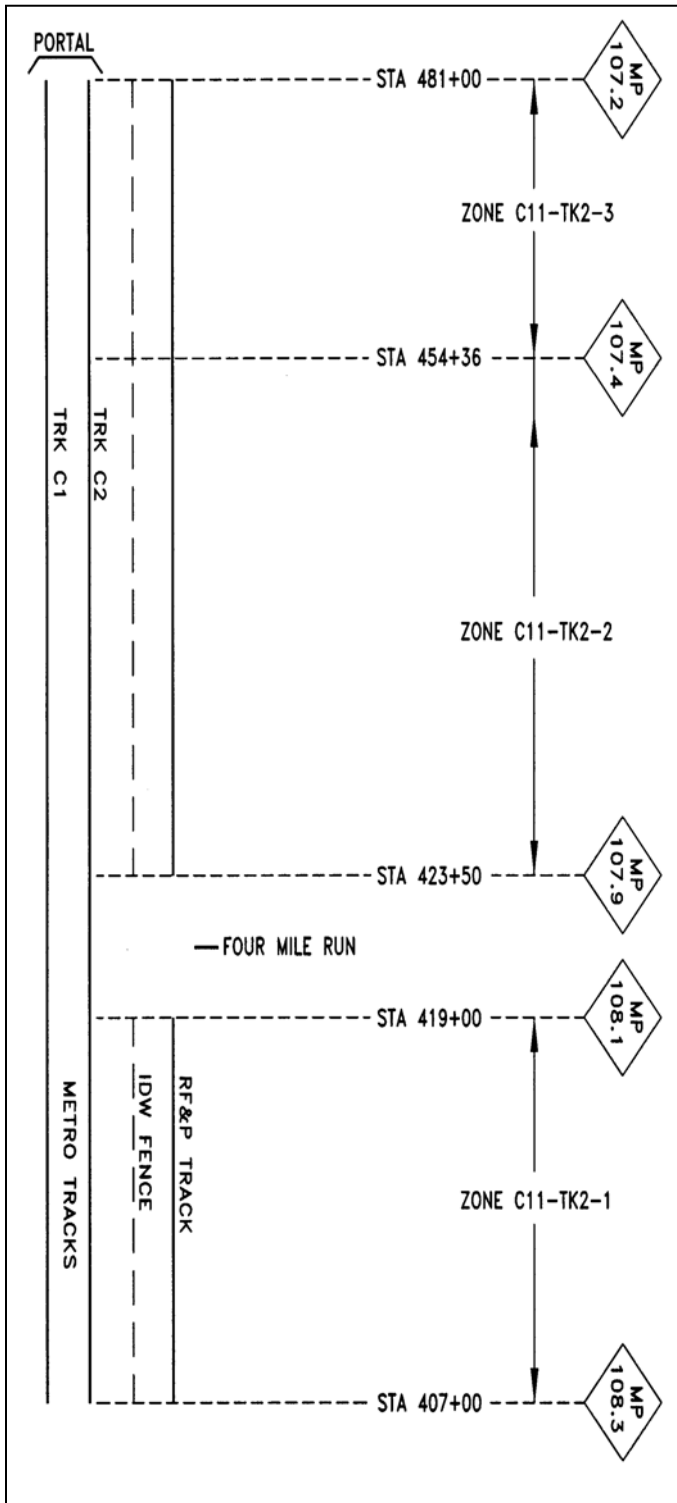 PORTAL
STA 481+00
MP
107.2
ZONE C11-TK2-3
STA 454+36
MP
107.4
TRK C2
TRK C1
ZONE C11-TK2-2
STA 423+50
MP
107.9
FOUR MILE RUN
STA 419+00
MP
108.1
RF&P TRACK
IDW FENCE
METRO TRACKS
ZONE C11-TK2-1
STA 407+00
MP
108.3